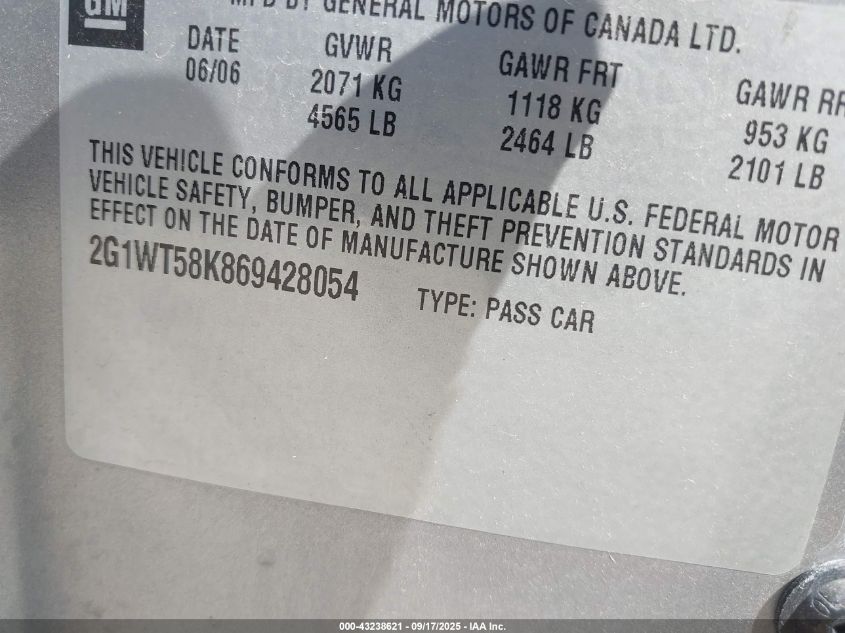 GM
MFD BY GENERAL MOTORS OF CANADA LTD.
DATE GVWR GAWR FRT GAWR RR
06/06 2071 KG 1118 KG 953 KG
4565 LB 2464 LB 2101 LB
THIS VEHICLE CONFORMS TO ALL APPLICABLE U.S. FEDERAL MOTOR
VEHICLE SAFETY, BUMPER, AND THEFT PREVENTION STANDARDS IN
EFFECT ON THE DATE OF MANUFACTURE SHOWN ABOVE.
2G1WT58K869428054 TYPE: PASS CAR
000-43238621 - 09/17/2025 - IAA Inc.